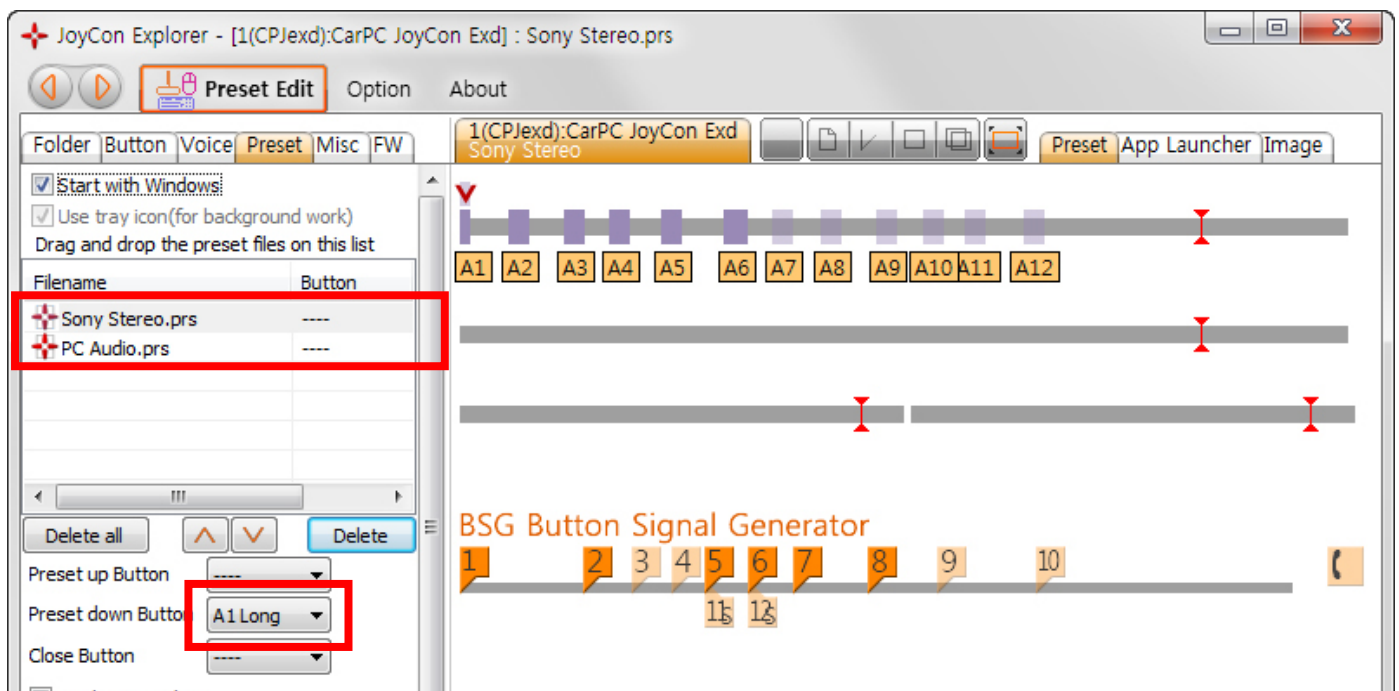 JoyCon Explorer - [1(CPJexd):CarPC JoyCon Exd] : Sony Stereo.prs
Preset Edit Option About
Folder Button Voice Preset Misc FW
1(CPJexd):CarPC JoyCon Exd
Sony Stereo
Preset App Launcher Image
Start with Windows
Use tray icon(for background work)
Drag and drop the preset files on this list
Filename Button
Sony Stereo.prs ----
PC Audio.prs ----
Delete all Delete
Preset up Button ----
Preset down Button A1Long
Close Button ----
A1 A2 A3 A4 A5 A6 A7 A8 A9 A10 A11 A12
BSG Button Signal Generator
1 2 3 4 5 6 7 8 9 10
11s 12s